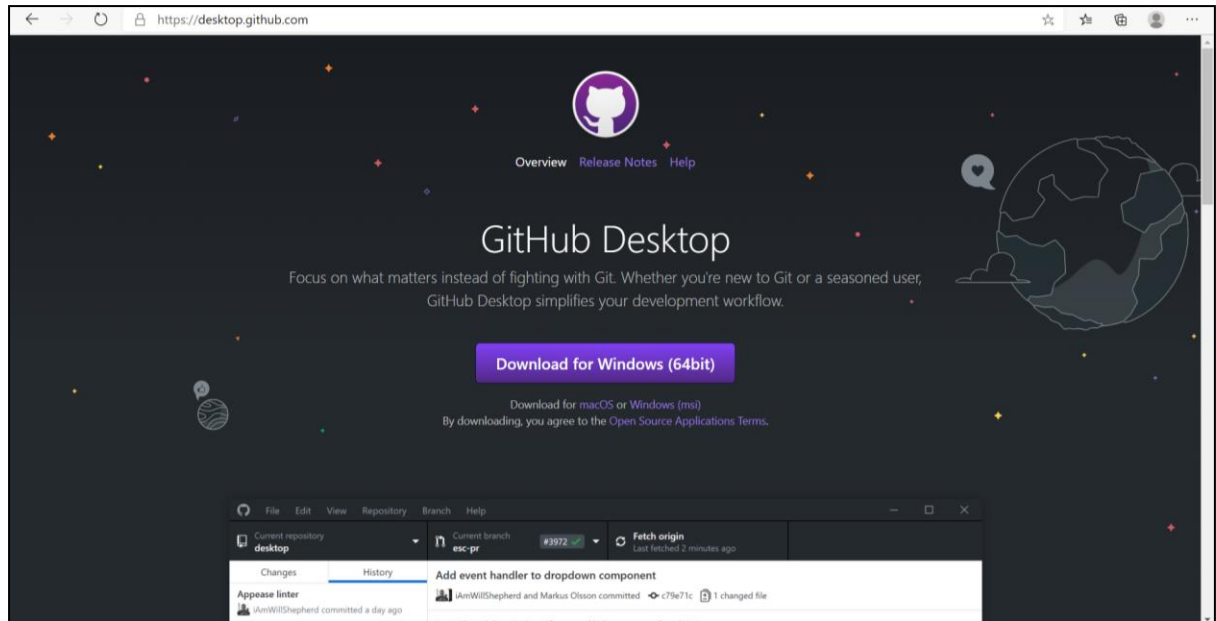 https://desktop.github.com
Overview Release Notes Help
GitHub Desktop
Focus on what matters instead of fighting with Git. Whether you're new to Git or a seasoned user,
GitHub Desktop simplifies your development workflow.
Download for Windows (64bit)
Download for macOS or Windows (msi)
By downloading, you agree to the Open Source Applications Terms.
File Edit View Repository Branch Help
Current repository
desktop
Current branch
esc-pr
#3972
Fetch origin
Last fetched 2 minutes ago
Changes History
Add event handler to dropdown component
iAmWillShepherd and Markus Olsson committed c79e71c 1 changed file
Appease linter
iAmWillShepherd committed a day ago